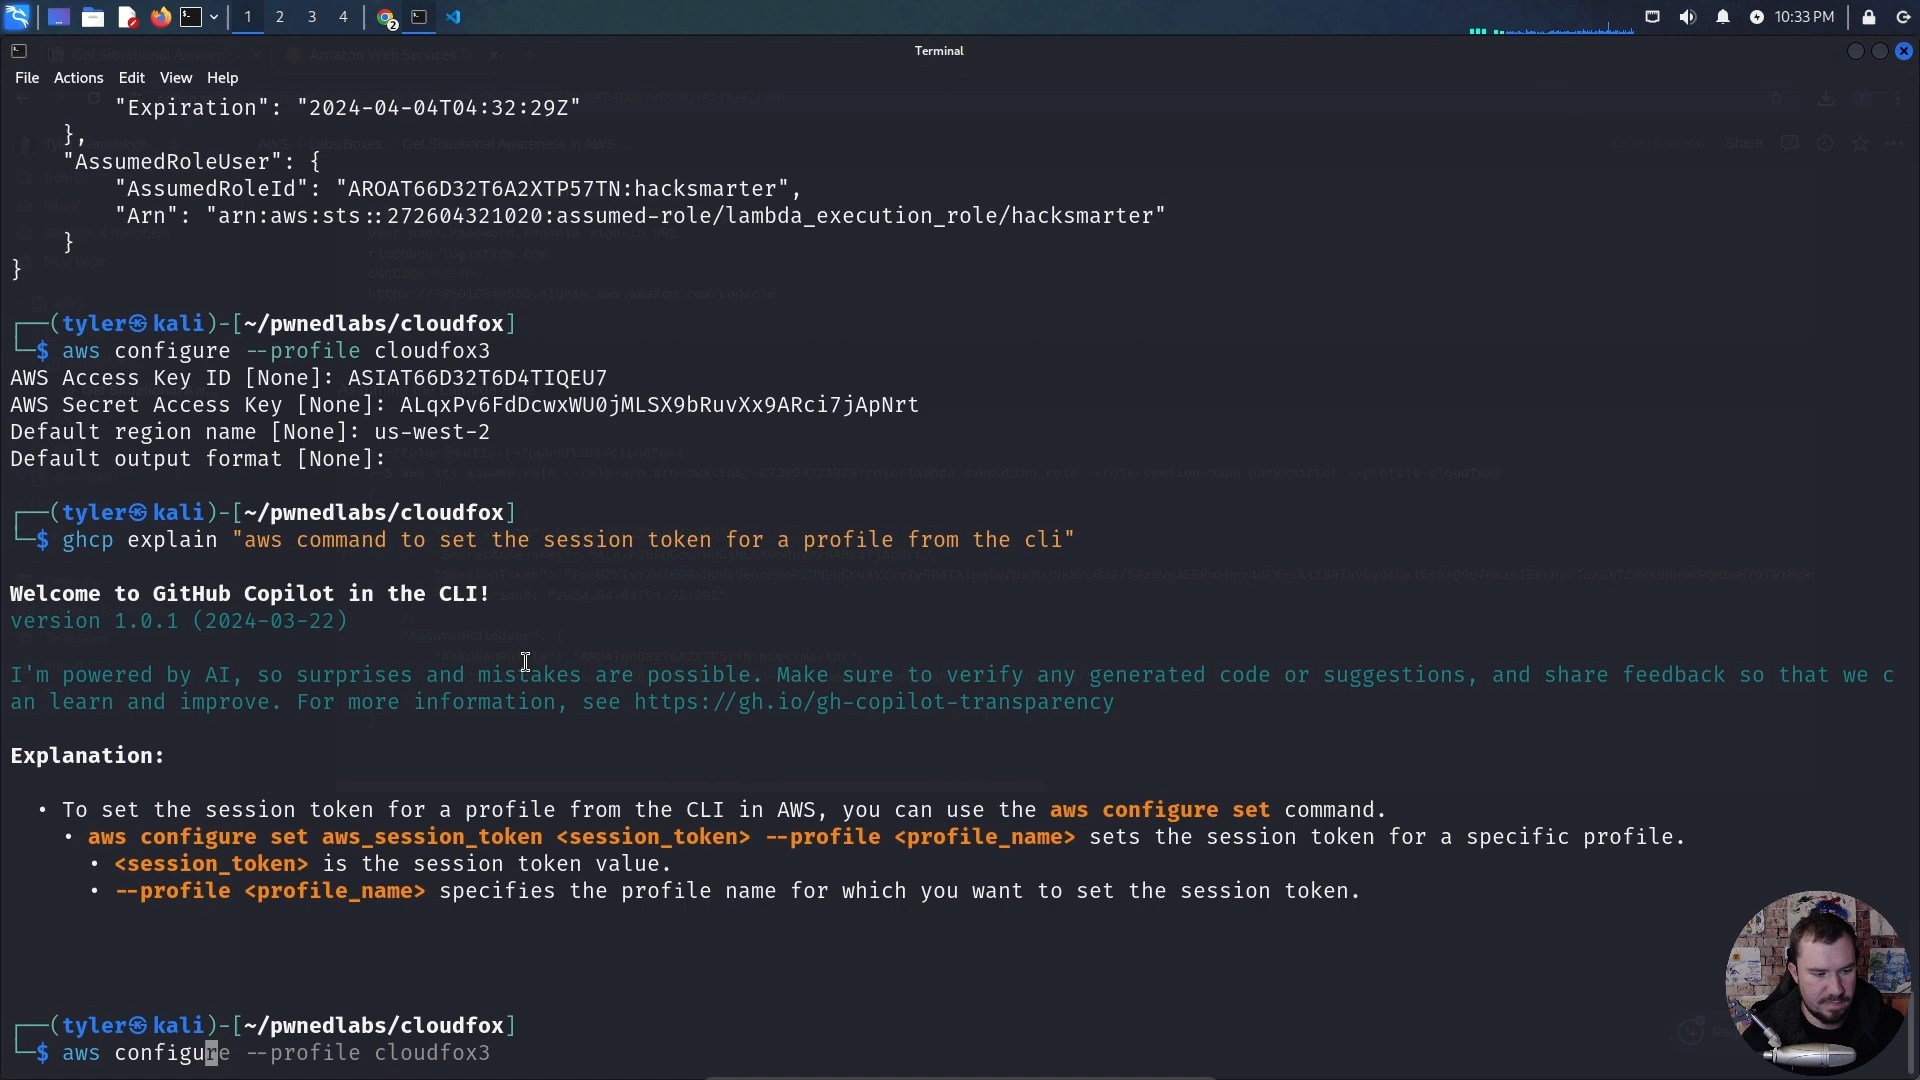 1 2 3 4 2 10:33 PM
Terminal
File Actions Edit View Help
"Expiration": "2024-04-04T04:32:29Z"
},
"AssumedRoleUser": {
"AssumedRoleId": "AROAT66D32T6A2XTP57TN:hacksmarter",
"Arn": "arn:aws:sts::272604321020:assumed-role/lambda_execution_role/hacksmarter"
}
}
┌──(tyler㉿kali)-[~/pwnedlabs/cloudfox]
└─$ aws configure --profile cloudfox3
AWS Access Key ID [None]: ASIAT66D32T6D4TIQEU7
AWS Secret Access Key [None]: ALqxPv6FdDcwxWU0jMLSX9bRuvXx9ARci7jApNrt
Default region name [None]: us-west-2
Default output format [None]:
┌──(tyler㉿kali)-[~/pwnedlabs/cloudfox]
└─$ ghcp explain "aws command to set the session token for a profile from the cli"
Welcome to GitHub Copilot in the CLI!
version 1.0.1 (2024-03-22)
I'm powered by AI, so surprises and mistakes are possible. Make sure to verify any generated code or suggestions, and share feedback so that we c
an learn and improve. For more information, see https://gh.io/gh-copilot-transparency
Explanation:
• To set the session token for a profile from the CLI in AWS, you can use the aws configure set command.
• aws configure set aws_session_token <session_token> --profile <profile_name> sets the session token for a specific profile.
• <session_token> is the session token value.
• --profile <profile_name> specifies the profile name for which you want to set the session token.
┌──(tyler㉿kali)-[~/pwnedlabs/cloudfox]
└─$ aws configure --profile cloudfox3